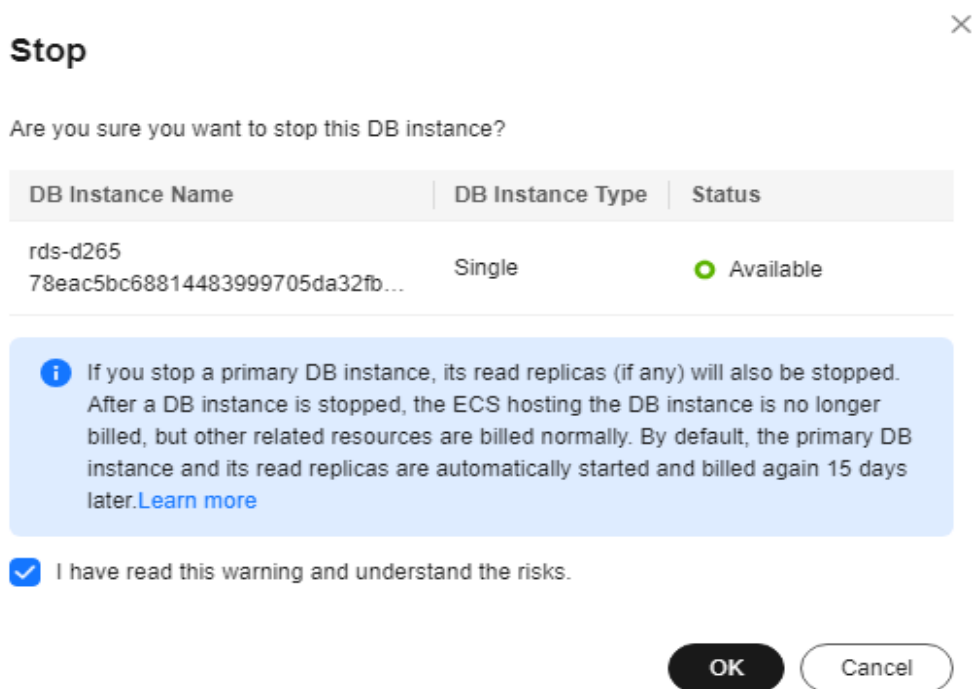 Stop
Are you sure you want to stop this DB instance?
DB Instance Name DB Instance Type Status
rds-d265
78eac5bc68814483999705da32fb...
Single
Available
If you stop a primary DB instance, its read replicas (if any) will also be stopped.
After a DB instance is stopped, the ECS hosting the DB instance is no longer
billed, but other related resources are billed normally. By default, the primary DB
instance and its read replicas are automatically started and billed again 15 days
later.Learn more
I have read this warning and understand the risks.
OK Cancel